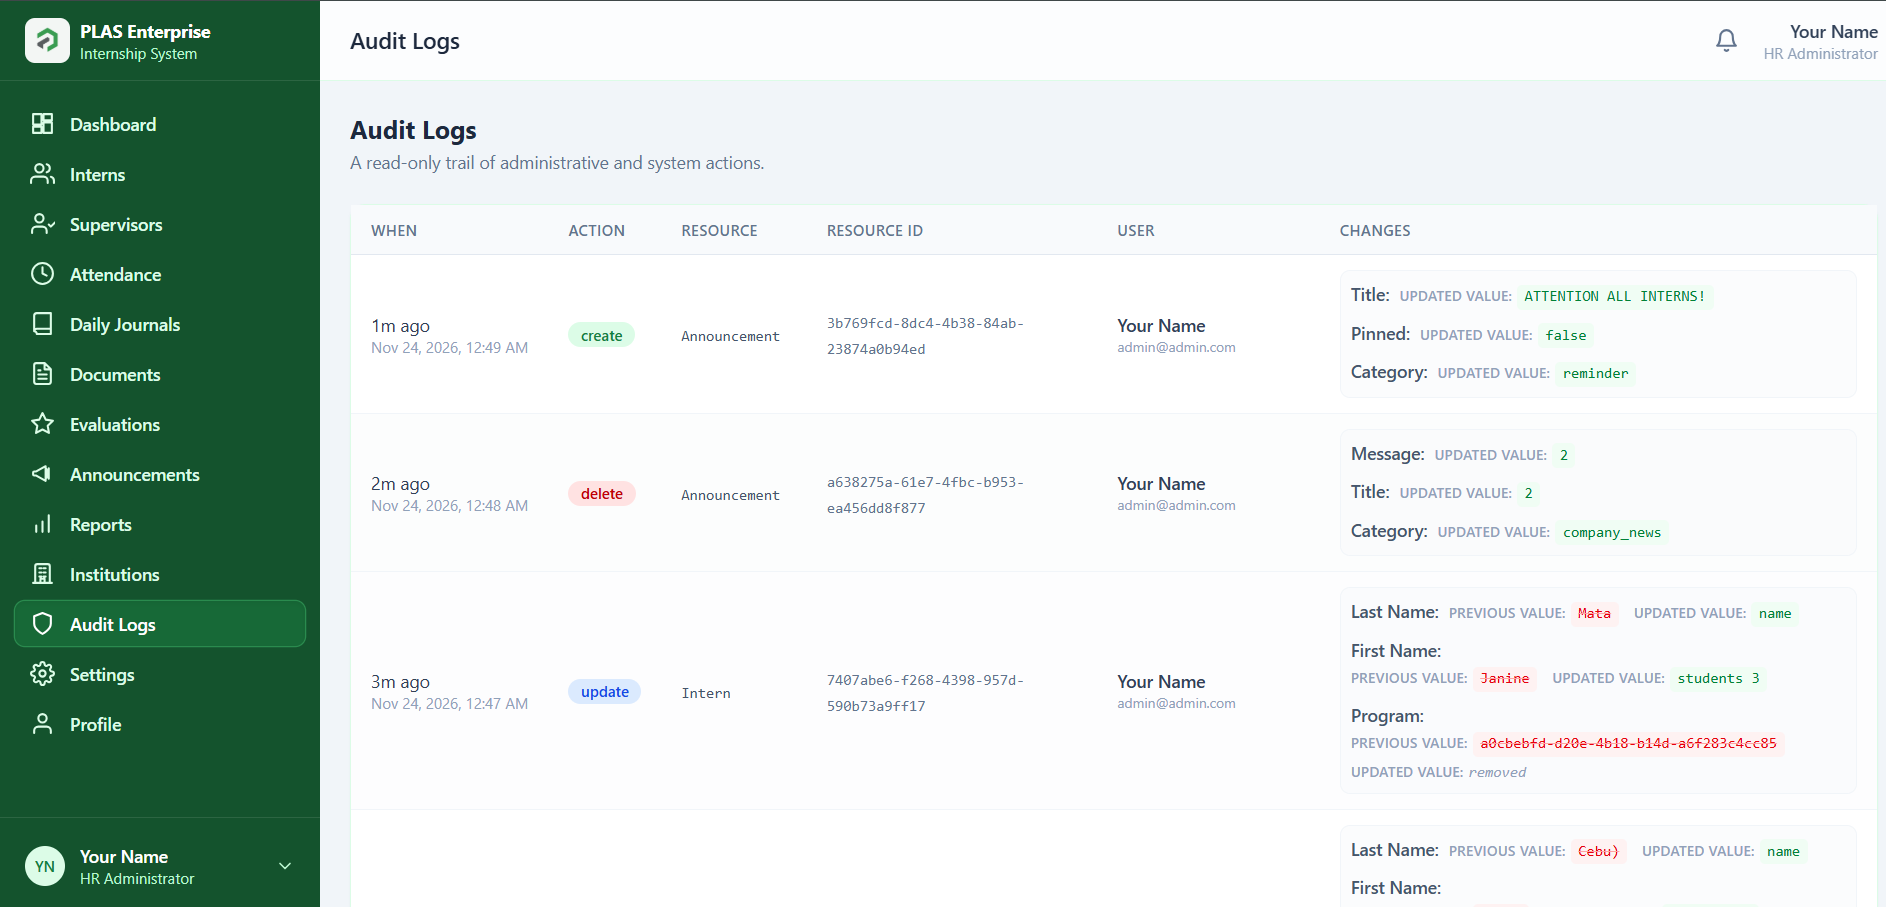 PLAS Enterprise
Internship System
Dashboard
Interns
Supervisors
Attendance
Daily Journals
Documents
Evaluations
Announcements
Reports
Institutions
Audit Logs
Settings
Profile
YN
Your Name
HR Administrator
Audit Logs
Your Name
HR Administrator
Audit Logs
A read-only trail of administrative and system actions.
WHEN ACTION RESOURCE RESOURCE ID USER CHANGES
1m ago
Nov 24, 2026, 12:49 AM
create
Announcement
3b769fcd-8dc4-4b38-84ab-
23874a0b94ed
Your Name
admin@admin.com
Title: UPDATED VALUE: ATTENTION ALL INTERNS!
Pinned: UPDATED VALUE: false
Category: UPDATED VALUE: reminder
2m ago
Nov 24, 2026, 12:48 AM
delete
Announcement
a638275a-61e7-4fbc-b953-
ea456dd8f877
Your Name
admin@admin.com
Message: UPDATED VALUE: 2
Title: UPDATED VALUE: 2
Category: UPDATED VALUE: company_news
3m ago
Nov 24, 2026, 12:47 AM
update
Intern
7407abe6-f268-4398-957d-
590b73a9ff17
Your Name
admin@admin.com
Last Name: PREVIOUS VALUE: Mata UPDATED VALUE: name
First Name:
PREVIOUS VALUE: Janine UPDATED VALUE: students 3
Program:
PREVIOUS VALUE: a0cbebfd-d20e-4b18-b14d-a6f283c4cc85
UPDATED VALUE: removed
Last Name: PREVIOUS VALUE: Cebu) UPDATED VALUE: name
First Name: